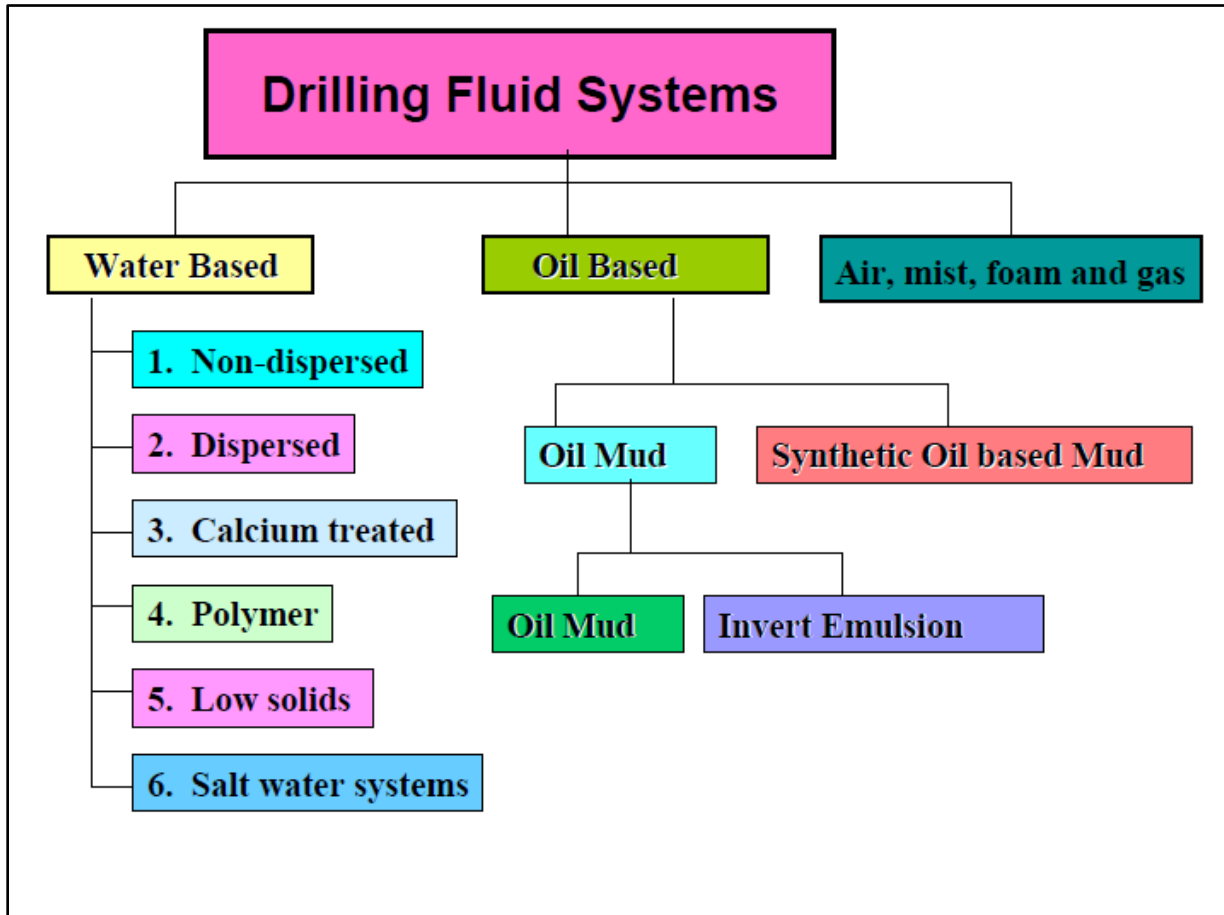 Drilling Fluid Systems
Water Based
Oil Based
Air, mist, foam and gas
1. Non-dispersed
2. Dispersed
3. Calcium treated
4. Polymer
5. Low solids
6. Salt water systems
Oil Mud
Synthetic Oil based Mud
Oil Mud
Invert Emulsion